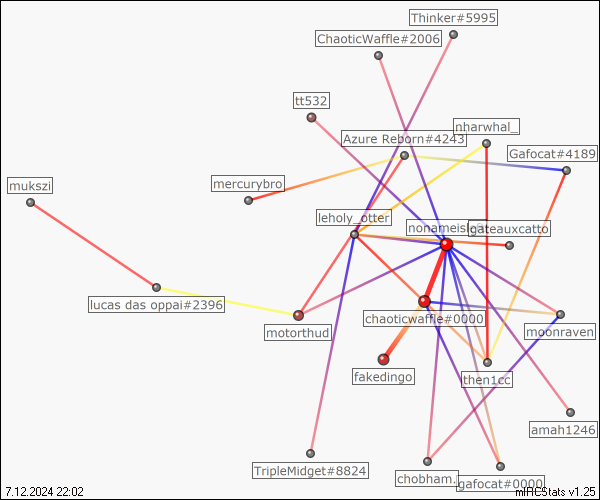 Thinker#5995
ChaoticWaffle#2006
tt532
nharwhal_
Azure Reborn#4243
Gafocat#4189
mukszi
mercurybro
leholy_otter
gateauxcatto
lucas das oppai#2396
motorthud
chaoticwaffle#0000
moonraven
fakedingo
then1cc
amah1246
TripleMidget#8824
chobham.
gafocat#0000
7.12.2024 22:02
mIRCStats v1.25